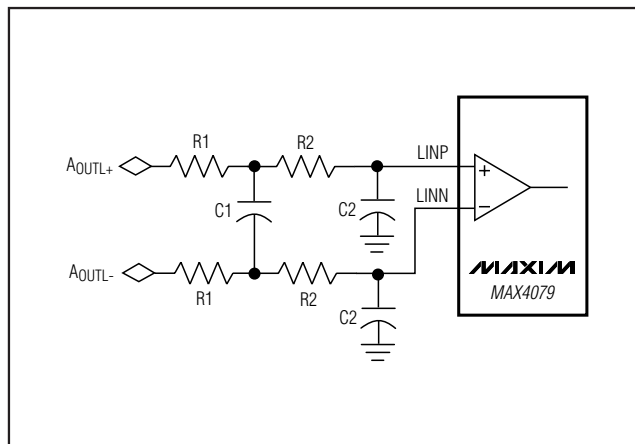 R1
R2
LINP
AOUTL+
+
C1
C2
LINN
−
AOUTL-
R1
R2
C2
MAXIM
MAX4079